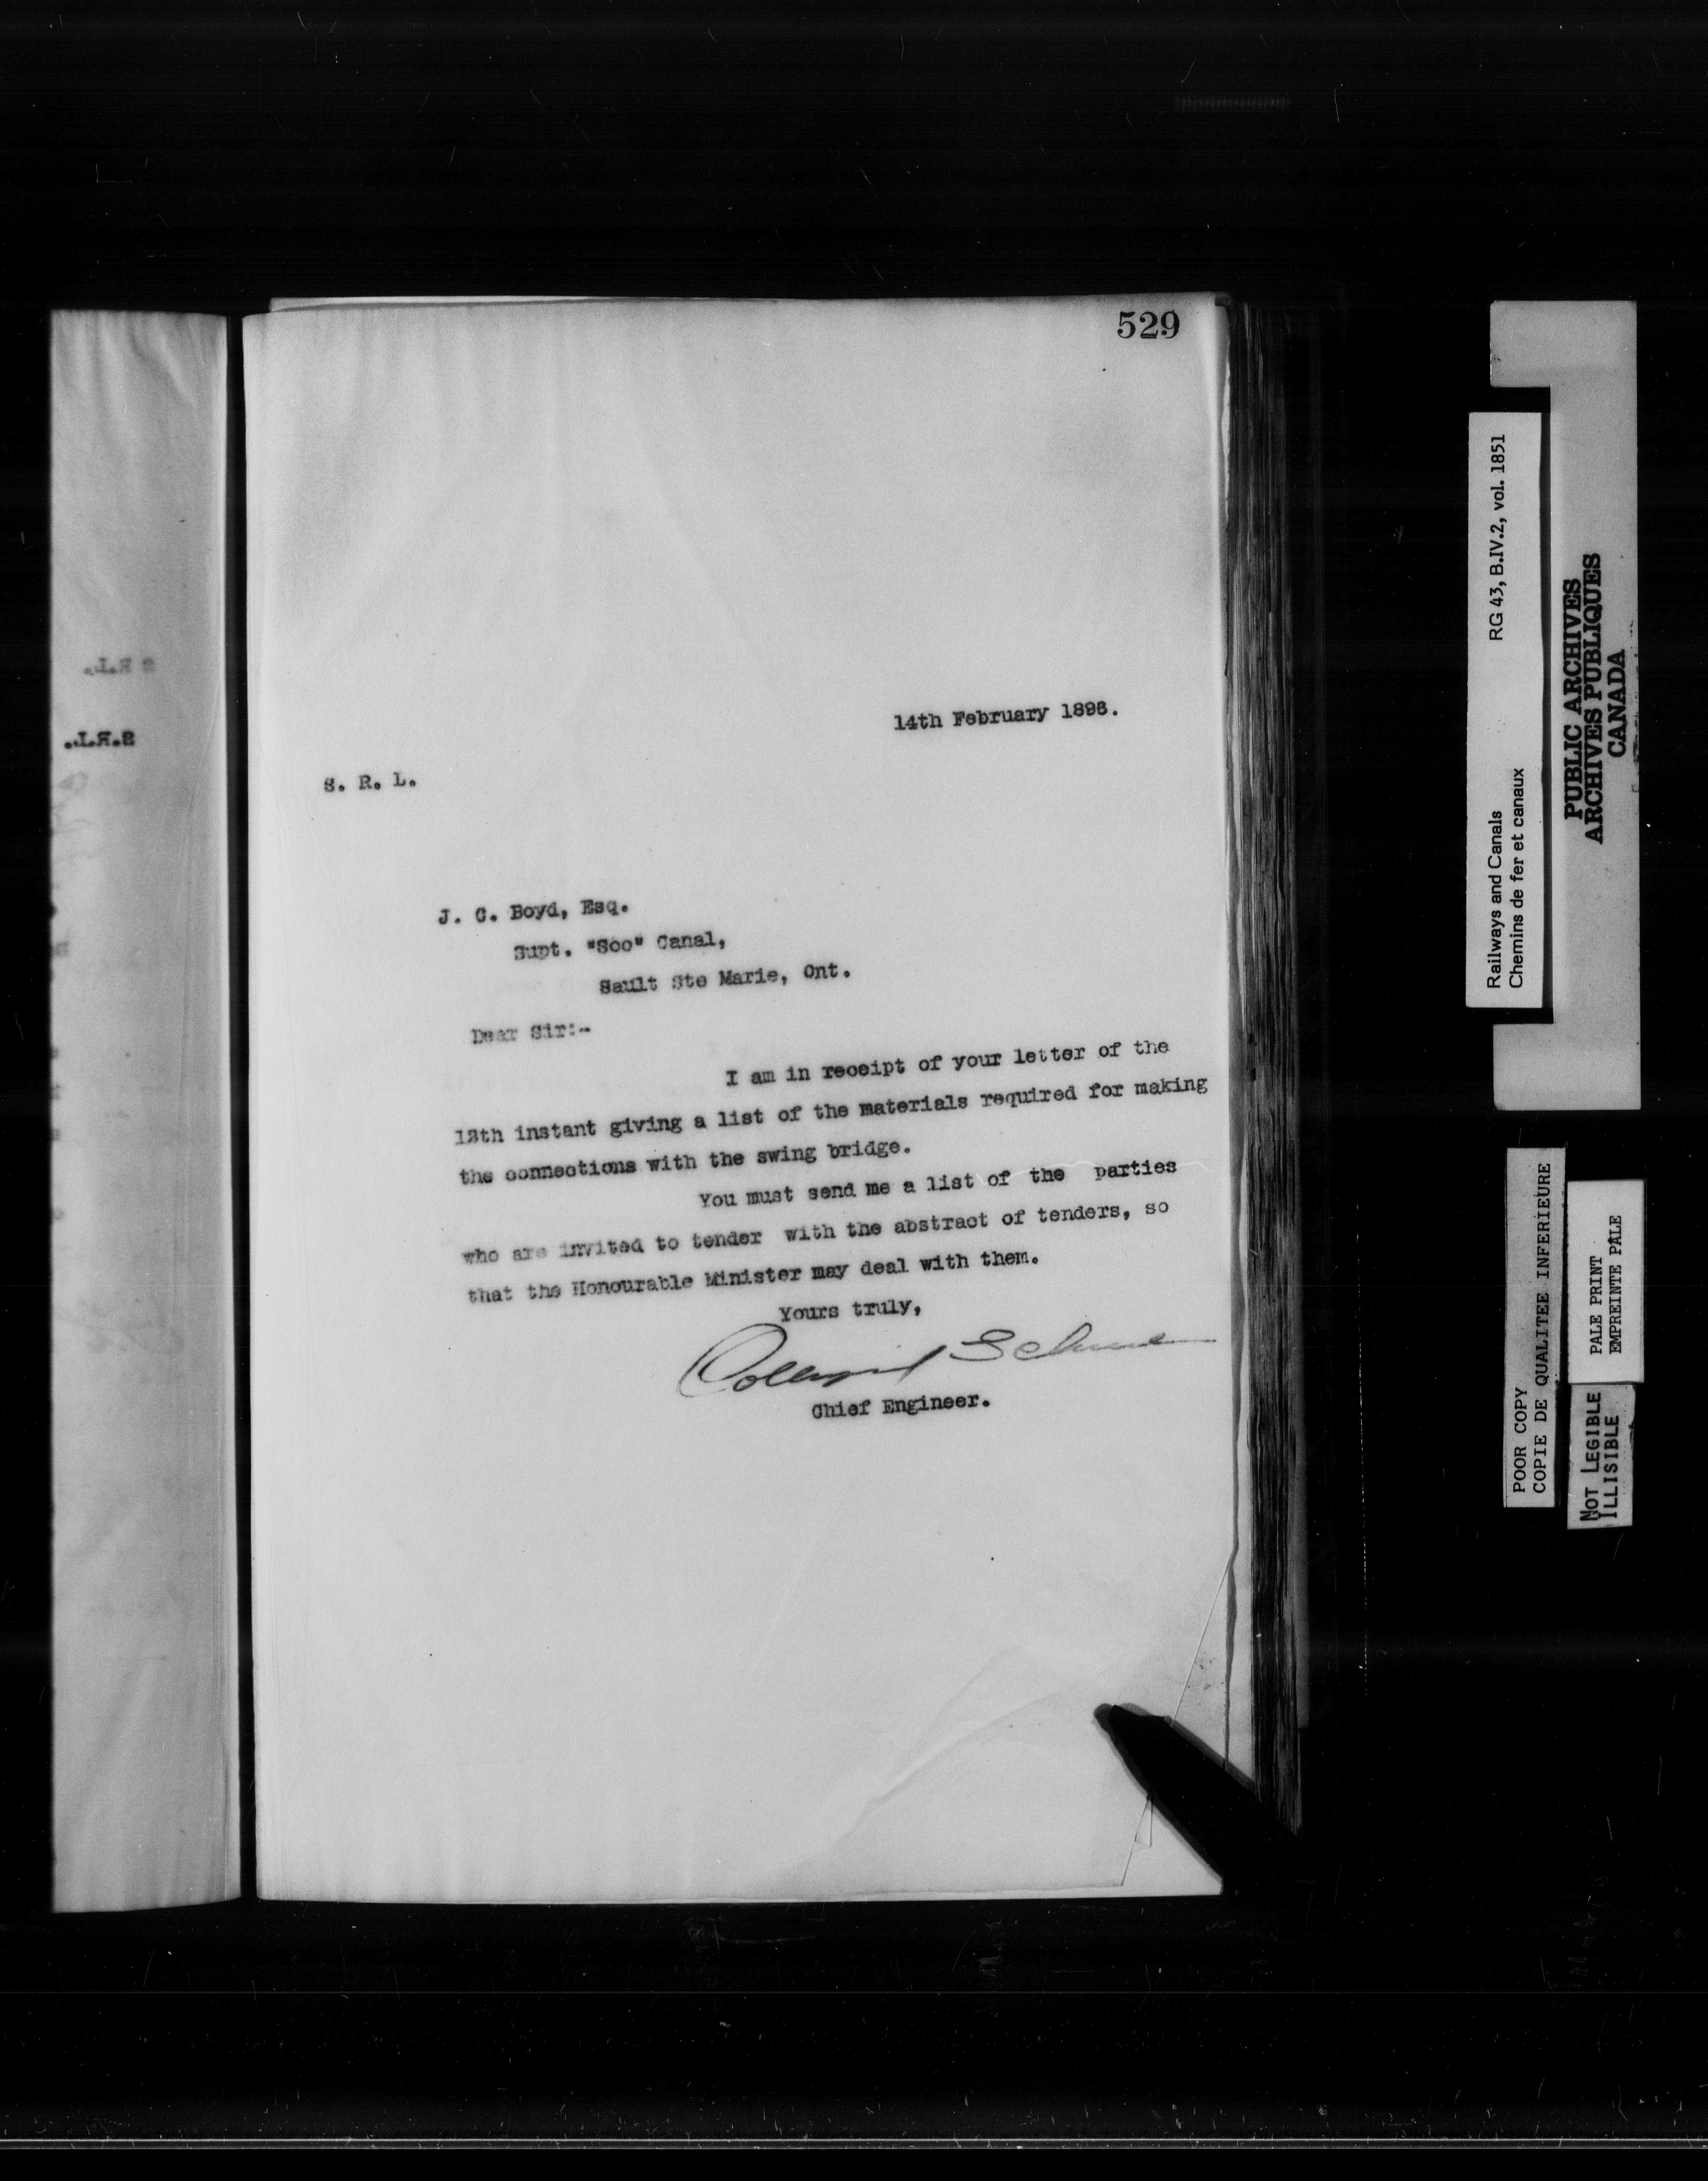 529
14th February 1896.
S. R. L.
J. C. Boyd, Esq.
Supt. "Soo" Canal,
Sault Ste Marie, Ont.
Dear Sir:-
I am in receipt of your letter of the
12th instant giving a list of the materials required for making
the connections with the swing bridge.
You must send me a list of the parties
who are invited to tender with the abstract of tenders, so
that the Honourable Minister may deal with them.
Yours truly,
Collingwood Schreiber
Chief Engineer.
S.R.L.
S.R.L.
Railways and Canals RG 43, B.IV.2, vol. 1851
Chemins de fer et canaux
PUBLIC ARCHIVES
ARCHIVES PUBLIQUES
CANADA
POOR COPY
COPIE DE QUALITEE INFERIEURE
PALE PRINT
EMPREINTE PALE
NOT LEGIBLE
ILLISIBLE